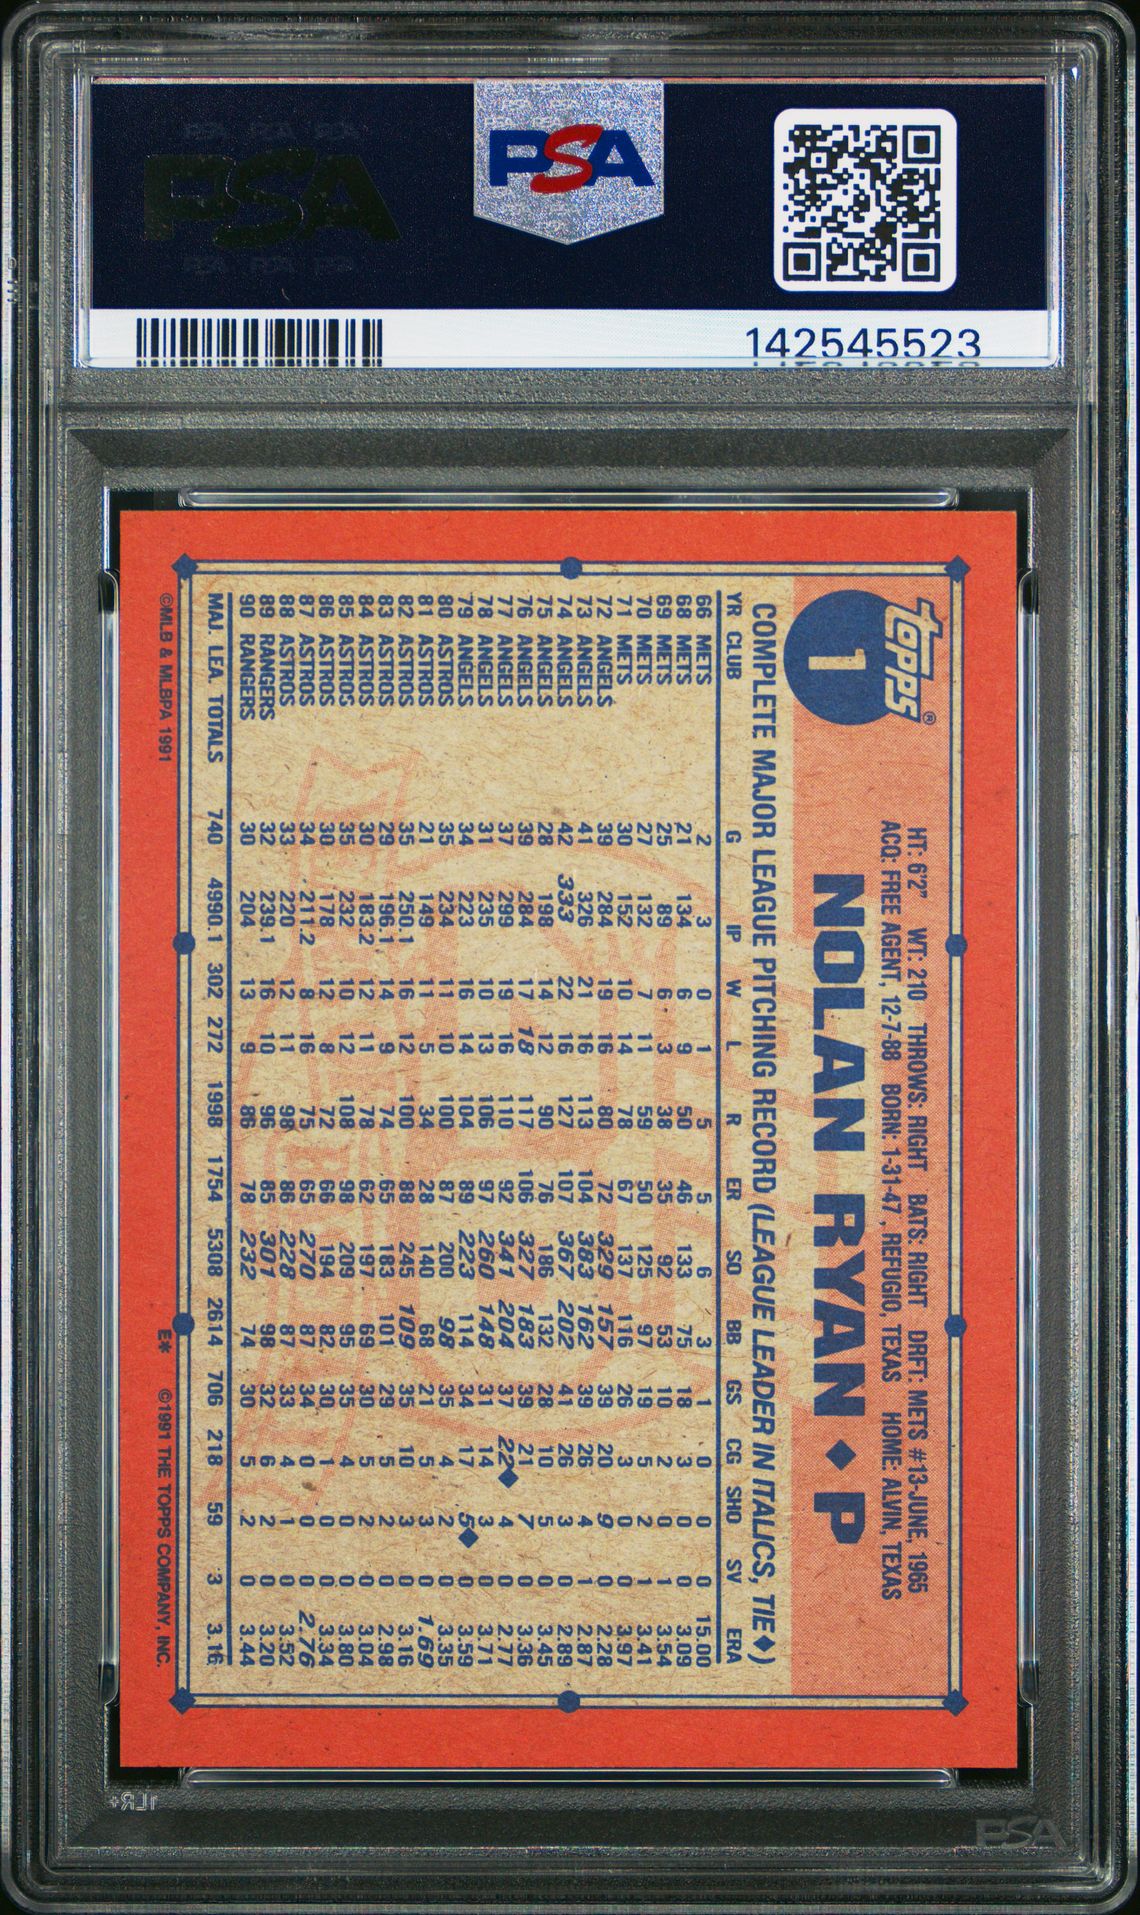 PSA
PSA
142545523
Topps®
1
HT: 6'2" WT: 210 THROWS: RIGHT BATS: RIGHT DRFT: METS #13-JUNE, 1965
ACQ: FREE AGENT, 12-7-88 BORN: 1-31-47, REFUGIO, TEXAS HOME: ALVIN, TEXAS
NOLAN RYAN ◆ P
COMPLETE MAJOR LEAGUE PITCHING RECORD (LEAGUE LEADER IN ITALICS, TIE◆)
YR CLUB G IP W L R ER SO BB GS CG SHO SV ERA
66 METS 2 3 0 1 5 5 6 3 1 0 0 0 15.00
68 METS 21 134 6 9 50 46 133 75 18 3 0 0 3.09
69 METS 25 89 6 3 38 35 92 53 10 2 0 1 3.54
70 METS 27 132 7 11 59 50 125 97 19 5 2 1 3.41
71 METS 30 152 10 14 78 67 137 116 26 3 0 0 3.97
72 ANGELS 39 284 19 16 80 72 329 157 39 20 9 0 2.28
73 ANGELS 41 326 21 16 113 104 383 162 39 26 4 1 2.87
74 ANGELS 42 333 22 16 127 107 367 202 41 26 3 0 2.89
75 ANGELS 28 198 14 12 90 76 186 132 28 10 5 0 3.45
76 ANGELS 39 284 17 18 117 106 327 183 39 21 7 0 3.36
77 ANGELS 37 299 19 16 110 92 341 204 37 22◆ 4 0 2.77
78 ANGELS 31 235 10 13 106 97 260 148 31 14 3 0 3.71
79 ANGELS 34 223 16 14 104 89 223 114 34 17 5◆ 0 3.59
80 ASTROS 35 234 11 10 100 87 200 98 35 4 2 0 3.35
81 ASTROS 21 149 11 5 34 28 140 68 21 5 3 0 1.69
82 ASTROS 35 250.1 16 12 100 88 245 109 35 10 3 0 3.16
83 ASTROS 29 196.1 14 9 74 65 183 101 29 5 2 0 2.98
84 ASTROS 30 183.2 12 11 78 62 197 69 30 5 2 0 3.04
85 ASTROS 35 232 10 12 108 98 209 95 35 4 0 0 3.80
86 ASTROS 30 178 12 8 72 66 194 82 30 1 0 0 3.34
87 ASTROS 34 211.2 8 16 75 65 270 87 34 0 0 0 2.76
88 ASTROS 33 220 12 11 98 86 228 87 33 4 1 0 3.52
89 RANGERS 32 239.1 16 10 96 85 301 98 32 6 2 0 3.20
90 RANGERS 30 204 13 9 86 78 232 74 30 5 2 0 3.44
MAJ. LEA. TOTALS 740 4990.1 302 272 1998 1754 5308 2614 706 218 59 3 3.16
©MLB & MLBPA 1991 E* ©1991 THE TOPPS COMPANY, INC.
PSA